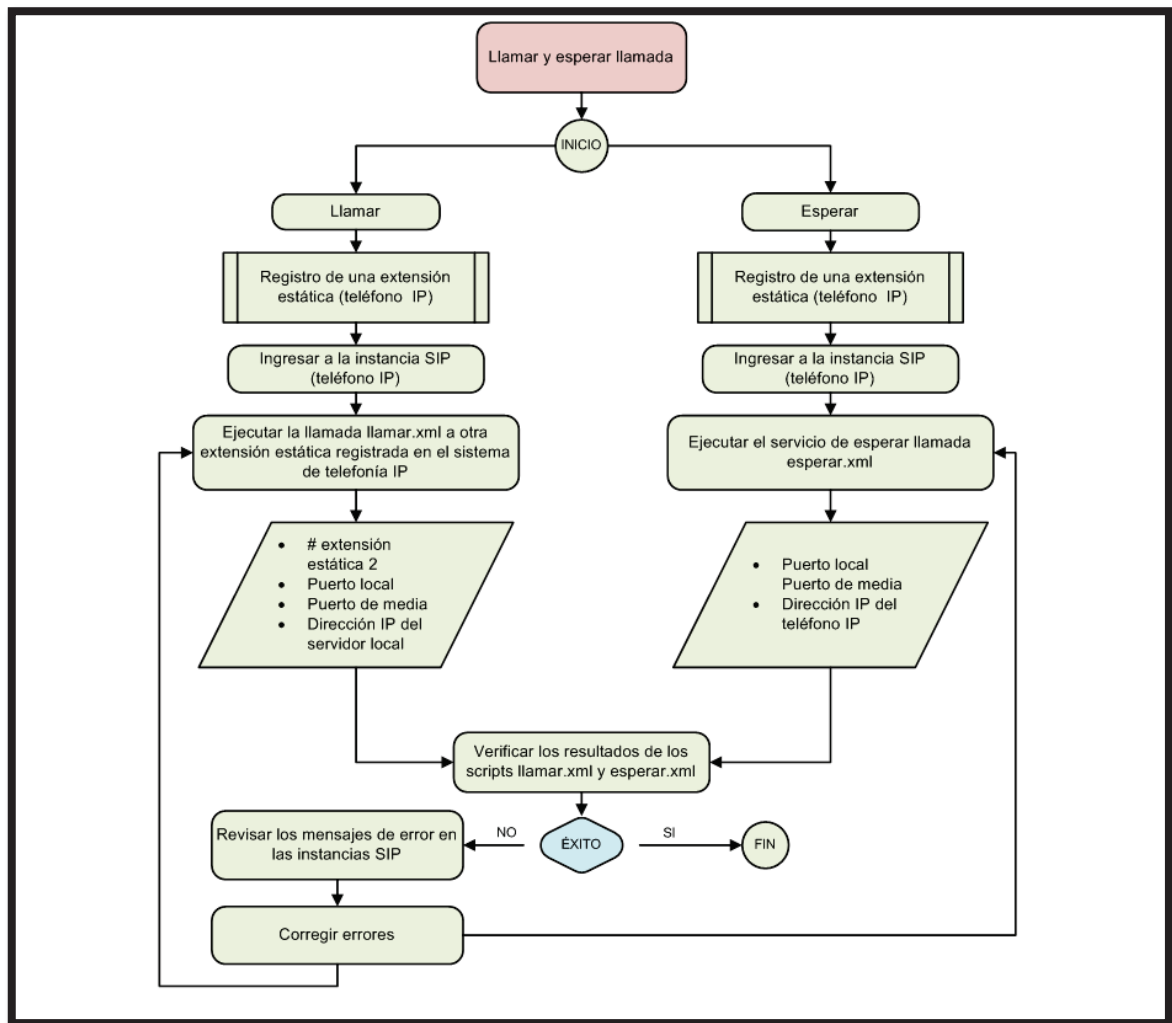 Llamar y esperar llamada
INICIO
Llamar
Esperar
Registro de una extensión
estática (teléfono IP)
Registro de una extensión
estática (teléfono IP)
Ingresar a la instancia SIP
(teléfono IP)
Ingresar a la instancia SIP
(teléfono IP)
Ejecutar la llamada llamar.xml a otra
extensión estática registrada en el sistema
de telefonía IP
Ejecutar el servicio de esperar llamada
esperar.xml
• # extensión
estática 2
• Puerto local
• Puerto de media
• Dirección IP del
servidor local
• Puerto local
Puerto de media
• Dirección IP del
teléfono IP
Verificar los resultados de los
scripts llamar.xml y esperar.xml
Revisar los mensajes de error en
las instancias SIP
NO
ÉXITO
SI
FIN
Corregir errores